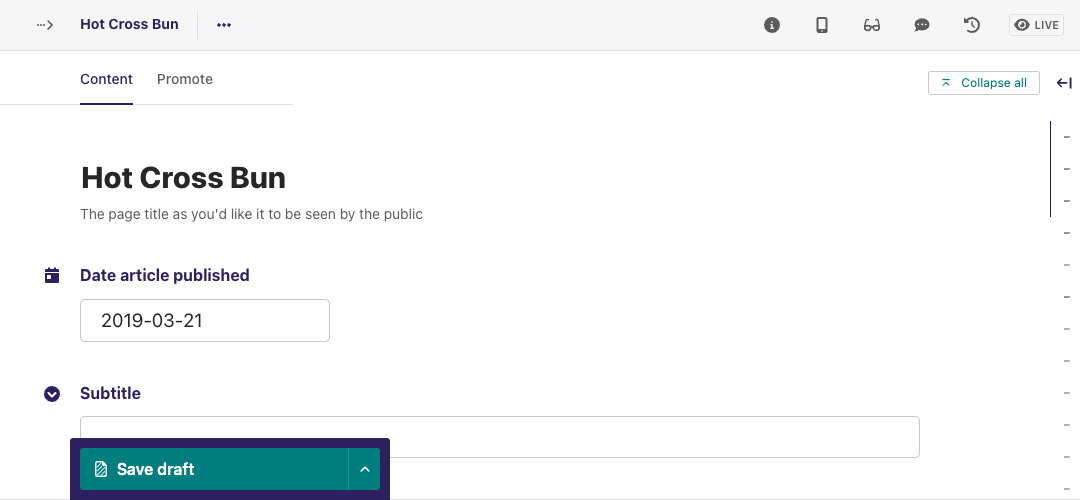 Hot Cross Bun
LIVE
Content
Promote
Collapse all
Hot Cross Bun
The page title as you'd like it to be seen by the public
Date article published
2019-03-21
Subtitle
Save draft